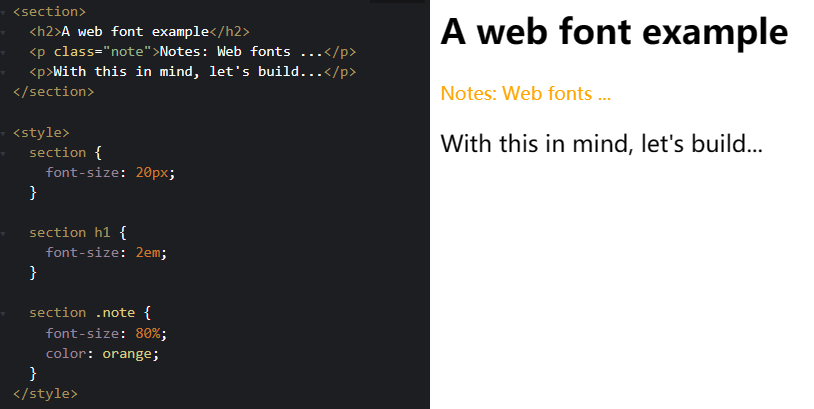 <section>
<h2>A web font example</h2>
<p class="note">Notes: Web fonts ...</p>
<p>With this in mind, let's build...</p>
</section>
<style>
section {
font-size: 20px;
}
section h1 {
font-size: 2em;
}
section .note {
font-size: 80%;
color: orange;
}
</style>
A web font example
Notes: Web fonts ...
With this in mind, let's build...